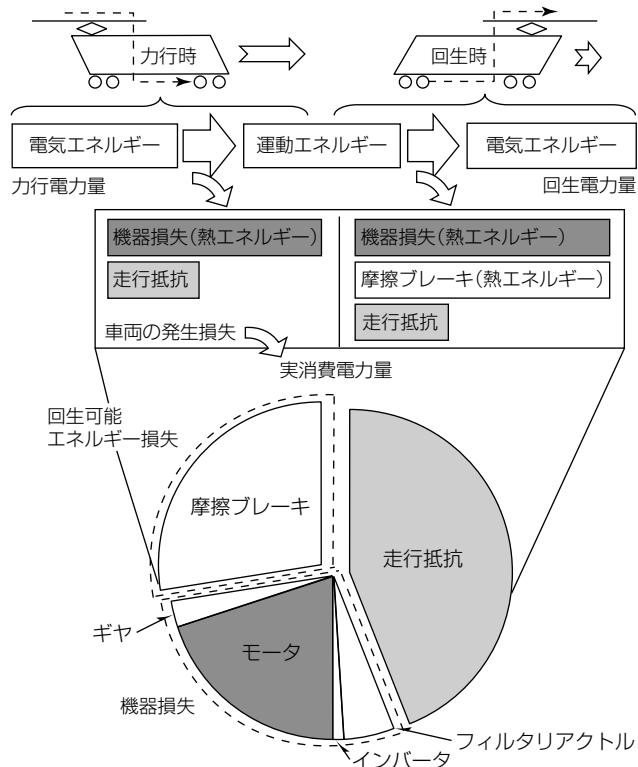 力行時
回生時
電気エネルギー
運動エネルギー
電気エネルギー
力行電力量
回生電力量
機器損失(熱エネルギー)
走行抵抗
機器損失(熱エネルギー)
摩擦ブレーキ(熱エネルギー)
走行抵抗
車両の発生損失
実消費電力量
回生可能
エネルギー損失
摩擦ブレーキ
走行抵抗
ギヤ
モータ
機器損失
フィルタリアクトル
インバータ